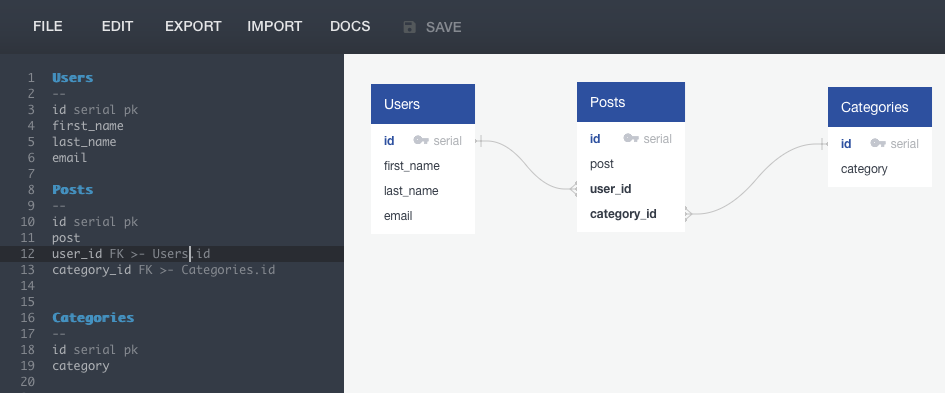 FILE EDIT EXPORT IMPORT DOCS SAVE
1 Users
2 --
3 id serial pk
4 first_name
5 last_name
6 email
7
8 Posts
9 --
10 id serial pk
11 post
12 user_id FK >- Users.id
13 category_id FK >- Categories.id
14
15
16 Categories
17 --
18 id serial pk
19 category
20
Users
id serial
first_name
last_name
email
Posts
id serial
post
user_id
category_id
Categories
id serial
category